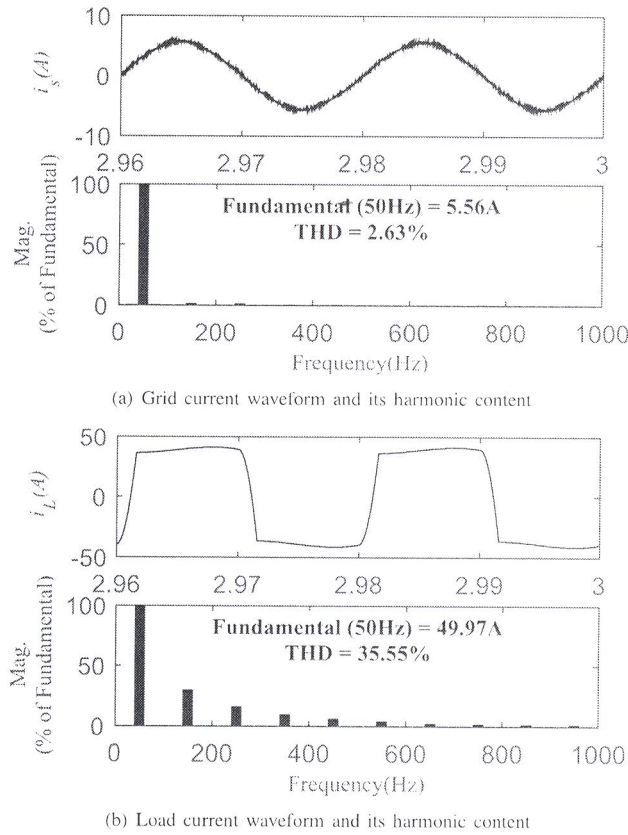 10
0
-10
i_s(A)
2.96 2.97 2.98 2.99 3
100
50
0
Mag.
(% of Fundamental)
Fundamental (50Hz) = 5.56A
THD = 2.63%
0 200 400 600 800 1000
Frequency(Hz)
(a) Grid current waveform and its harmonic content
50
0
-50
i_L(A)
2.96 2.97 2.98 2.99 3
100
50
0
Mag.
(% of Fundamental)
Fundamental (50Hz) = 49.97A
THD = 35.55%
0 200 400 600 800 1000
Frequency(Hz)
(b) Load current waveform and its harmonic content